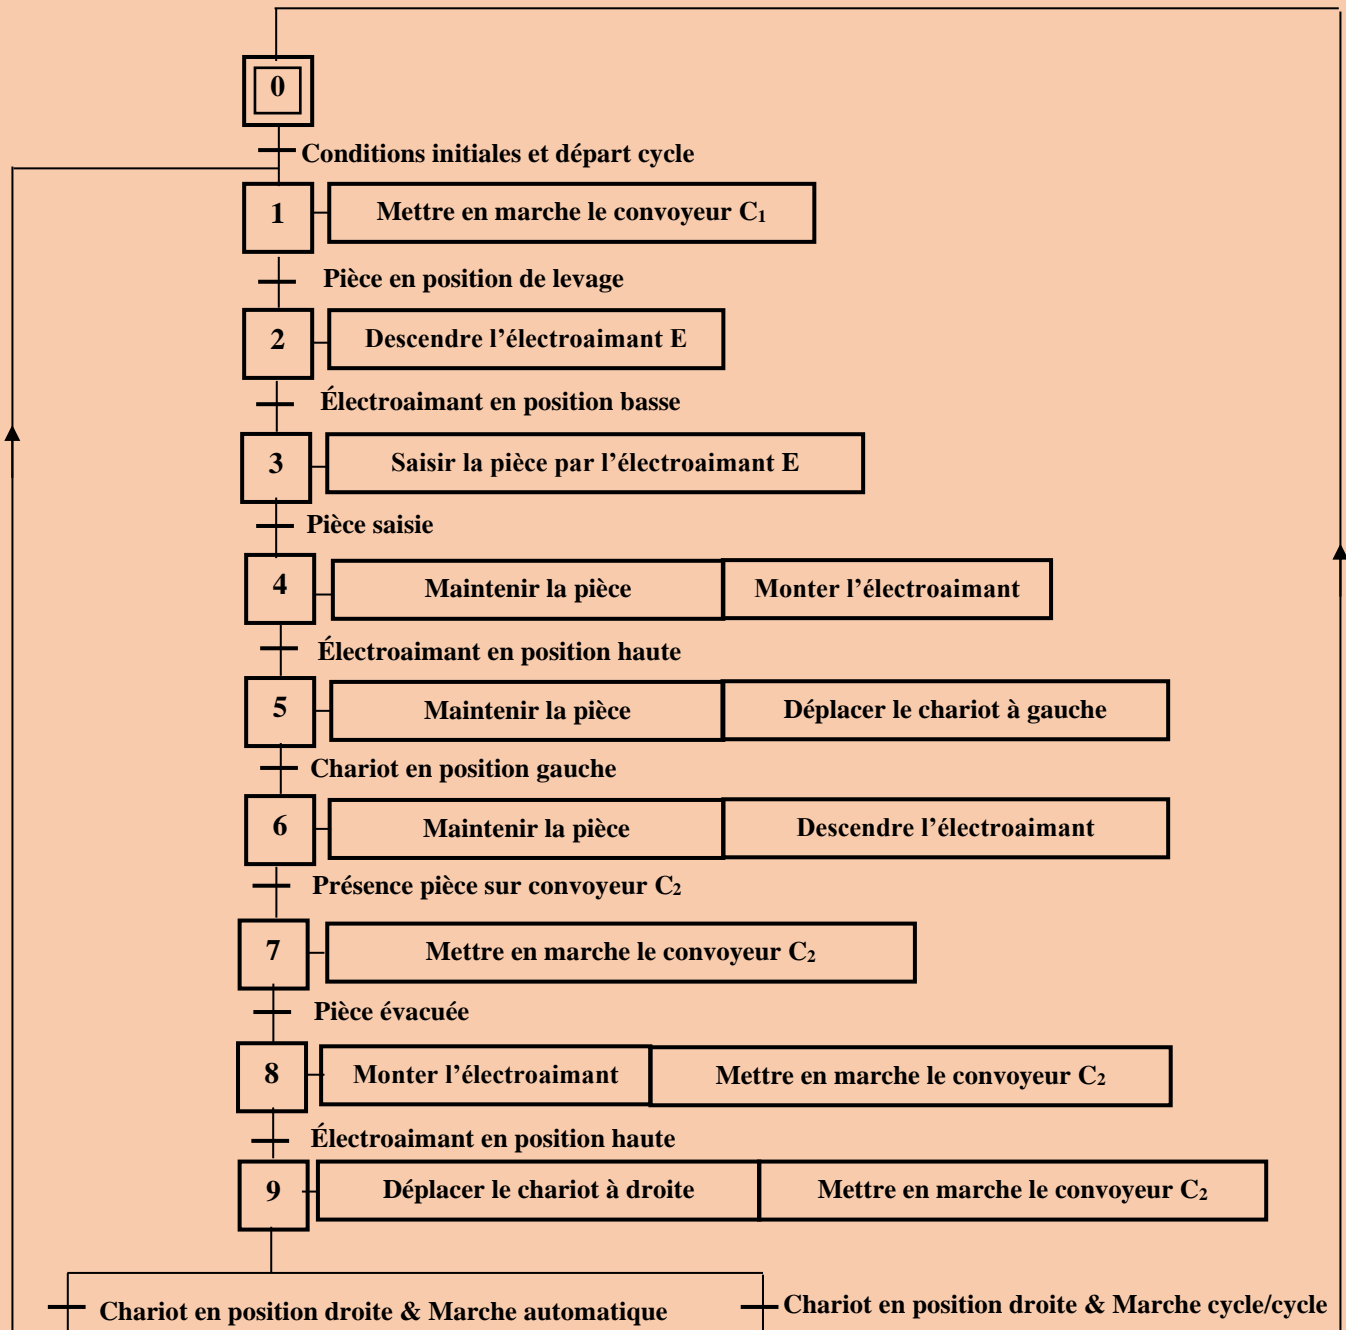 0
Conditions initiales et départ cycle
1 Mettre en marche le convoyeur C₁
Pièce en position de levage
2 Descendre l’électroaimant E
Électroaimant en position basse
3 Saisir la pièce par l’électroaimant E
Pièce saisie
4 Maintenir la pièce Monter l’électroaimant
Électroaimant en position haute
5 Maintenir la pièce Déplacer le chariot à gauche
Chariot en position gauche
6 Maintenir la pièce Descendre l’électroaimant
Présence pièce sur convoyeur C₂
7 Mettre en marche le convoyeur C₂
Pièce évacuée
8 Monter l’électroaimant Mettre en marche le convoyeur C₂
Électroaimant en position haute
9 Déplacer le chariot à droite Mettre en marche le convoyeur C₂
Chariot en position droite & Marche automatique Chariot en position droite & Marche cycle/cycle